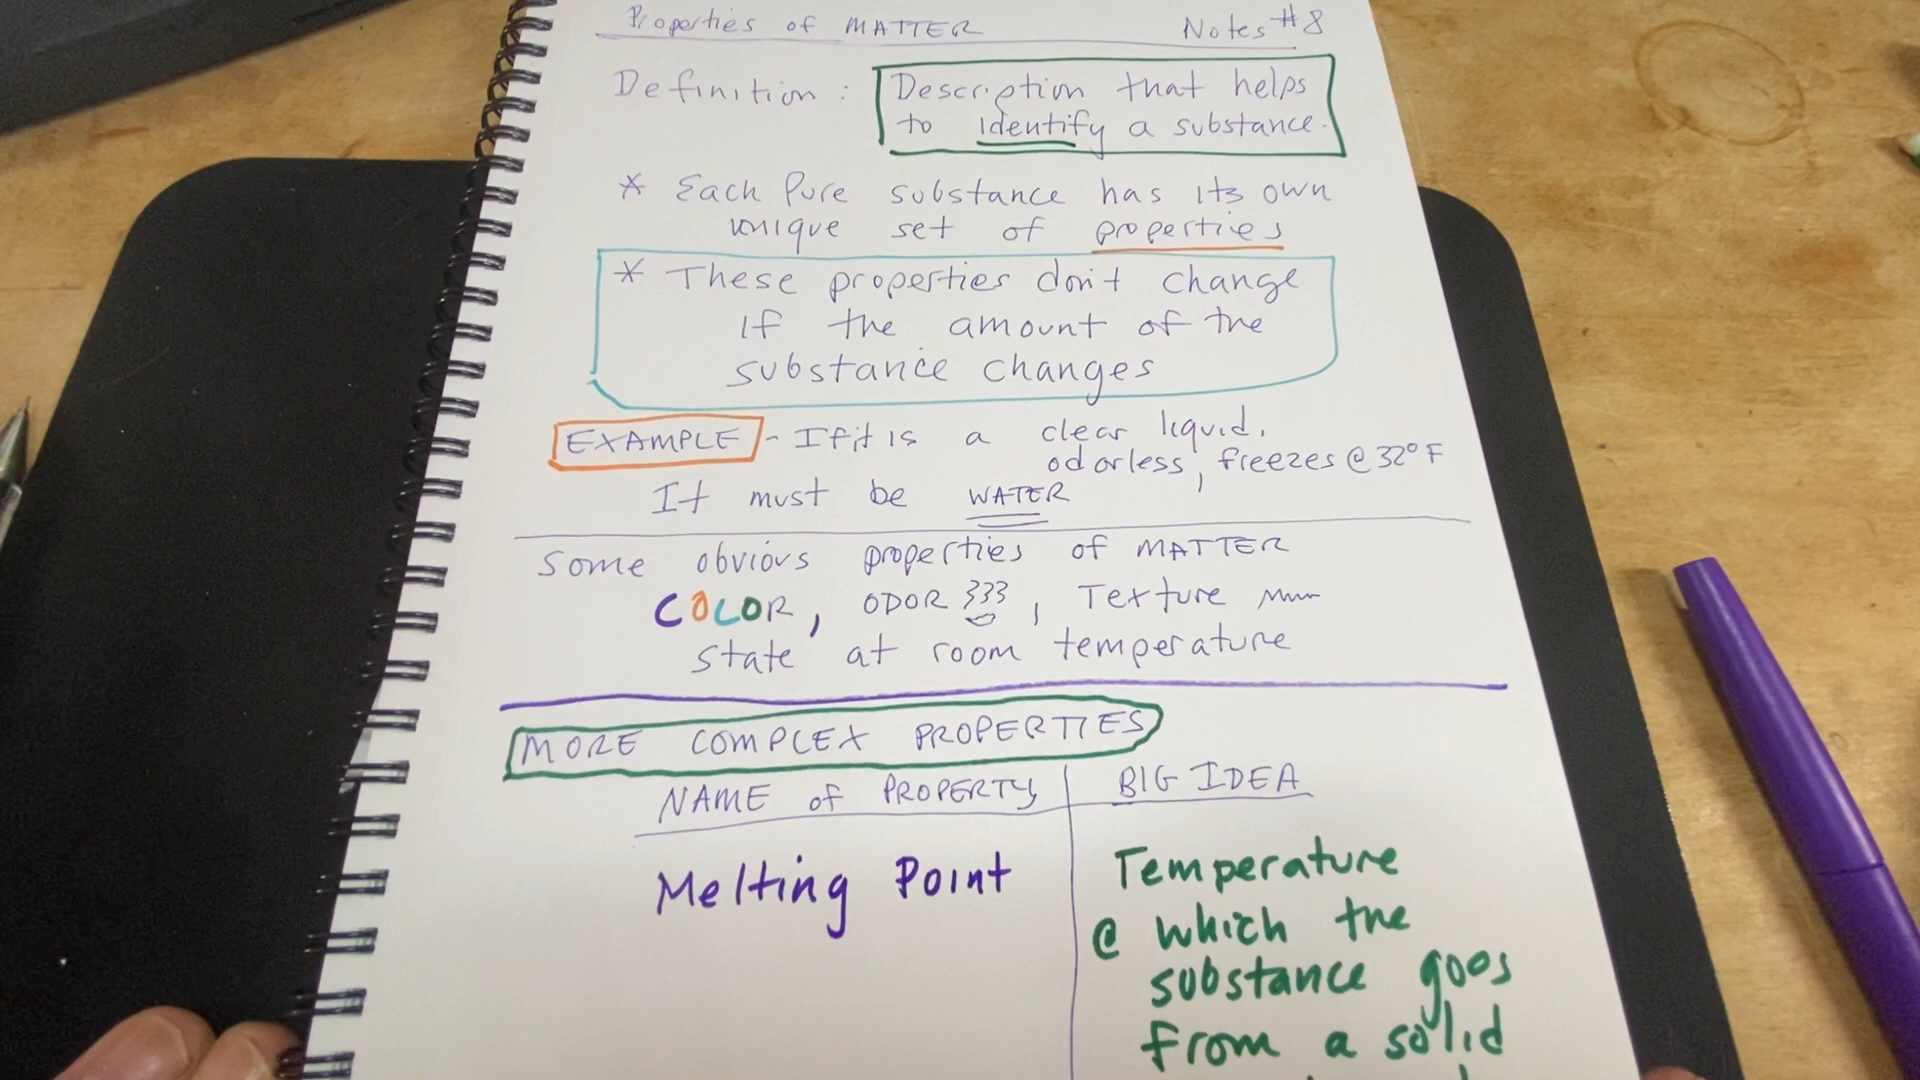 Properties of MATTER Notes #8
Definition: Description that helps
to identify a substance.
* Each Pure substance has its own
unique set of properties
* These properties don't change
if the amount of the
substance changes
EXAMPLE - If it is a clear liquid,
odorless, freezes @ 32°F
It must be WATER
Some obvious properties of MATTER
COLOR, ODOR, Texture
state at room temperature
MORE COMPLEX PROPERTIES
NAME of PROPERTY BIG IDEA
Melting Point Temperature
@ which the
substance goes
from a solid